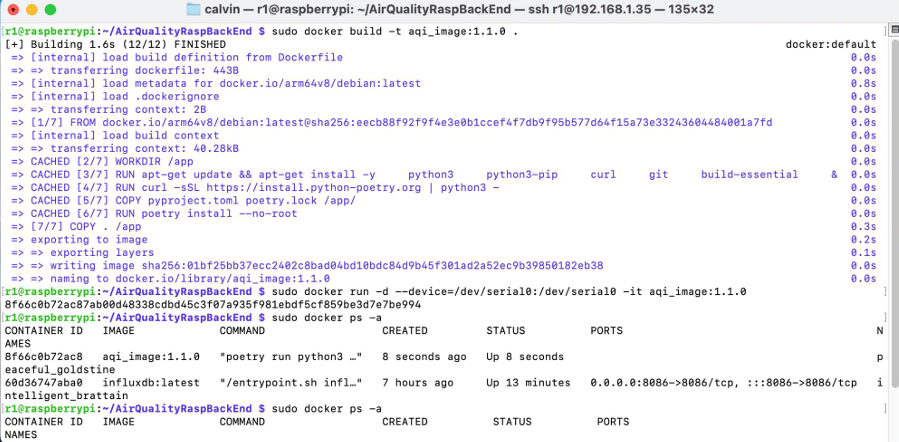 calvin — r1@raspberrypi: ~/AirQualityRaspBackEnd — ssh r1@192.168.1.35 — 135×32
[r1@raspberrypi:~/AirQualityRaspBackEnd $ sudo docker build -t aqi_image:1.1.0 . ]
[+] Building 1.6s (12/12) FINISHED docker:default
=> [internal] load build definition from Dockerfile 0.0s
=> => transferring dockerfile: 443B 0.0s
=> [internal] load metadata for docker.io/arm64v8/debian:latest 0.8s
=> [internal] load .dockerignore 0.0s
=> => transferring context: 2B 0.0s
=> [1/7] FROM docker.io/arm64v8/debian:latest@sha256:eecb88f92f9f4e3e0b1ccef4f7db9f95b577d64f15a73e33243604484001a7fd 0.0s
=> [internal] load build context 0.0s
=> => transferring context: 40.28kB 0.0s
=> CACHED [2/7] WORKDIR /app 0.0s
=> CACHED [3/7] RUN apt-get update && apt-get install -y python3 python3-pip curl git build-essential & 0.0s
=> CACHED [4/7] RUN curl -sSL https://install.python-poetry.org | python3 - 0.0s
=> CACHED [5/7] COPY pyproject.toml poetry.lock /app/ 0.0s
=> CACHED [6/7] RUN poetry install --no-root 0.0s
=> [7/7] COPY . /app 0.3s
=> exporting to image 0.2s
=> => exporting layers 0.1s
=> => writing image sha256:01bf25bb37ecc2402c8bad04bd10bdc84d9b45f301ad2a52ec9b39850182eb38 0.0s
=> => naming to docker.io/library/aqi_image:1.1.0 0.0s
[r1@raspberrypi:~/AirQualityRaspBackEnd $ sudo docker run -d --device=/dev/serial0:/dev/serial0 -it aqi_image:1.1.0 ]
8f66c0b72ac87ab00d48338cdbd45c3f07a935f981ebdf5cf859be3d7e7be994
[r1@raspberrypi:~/AirQualityRaspBackEnd $ sudo docker ps -a ]
CONTAINER ID IMAGE COMMAND CREATED STATUS PORTS N
AMES
8f66c0b72ac8 aqi_image:1.1.0 "poetry run python3 …" 8 seconds ago Up 8 seconds p
eaceful_goldstine
60d36747aba0 influxdb:latest "/entrypoint.sh infl…" 7 hours ago Up 13 minutes 0.0.0.0:8086->8086/tcp, :::8086->8086/tcp i
ntelligent_brattain
[r1@raspberrypi:~/AirQualityRaspBackEnd $ sudo docker ps -a ]
CONTAINER ID IMAGE COMMAND CREATED STATUS PORTS
NAMES